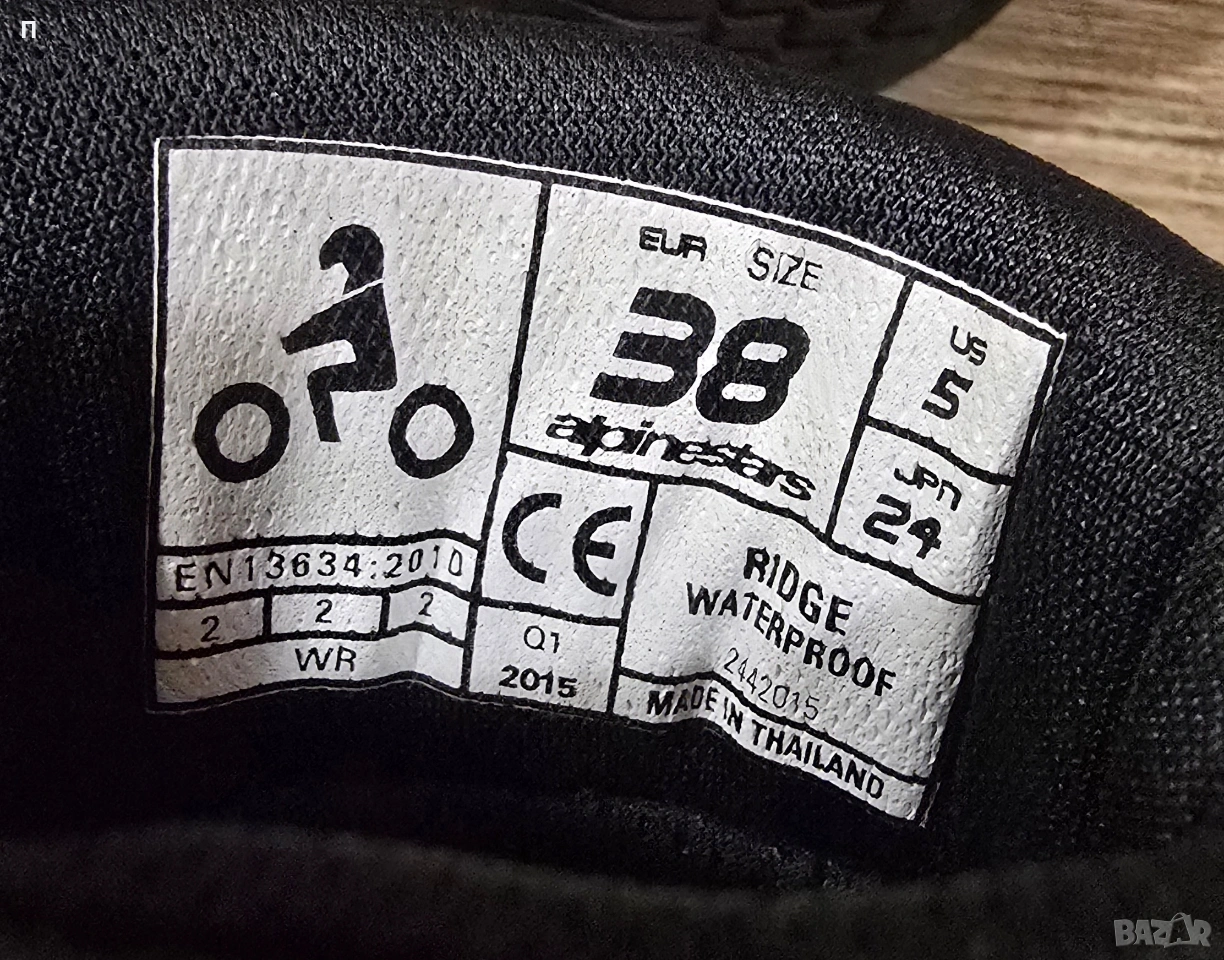 П
EUR SIZE
38
alpinestars
US
5
JPN
24
EN13634:2010
2 2 2
WR
CE
Q1
2015
RIDGE
WATERPROOF
2442015
MADE IN THAILAND
BAZAR